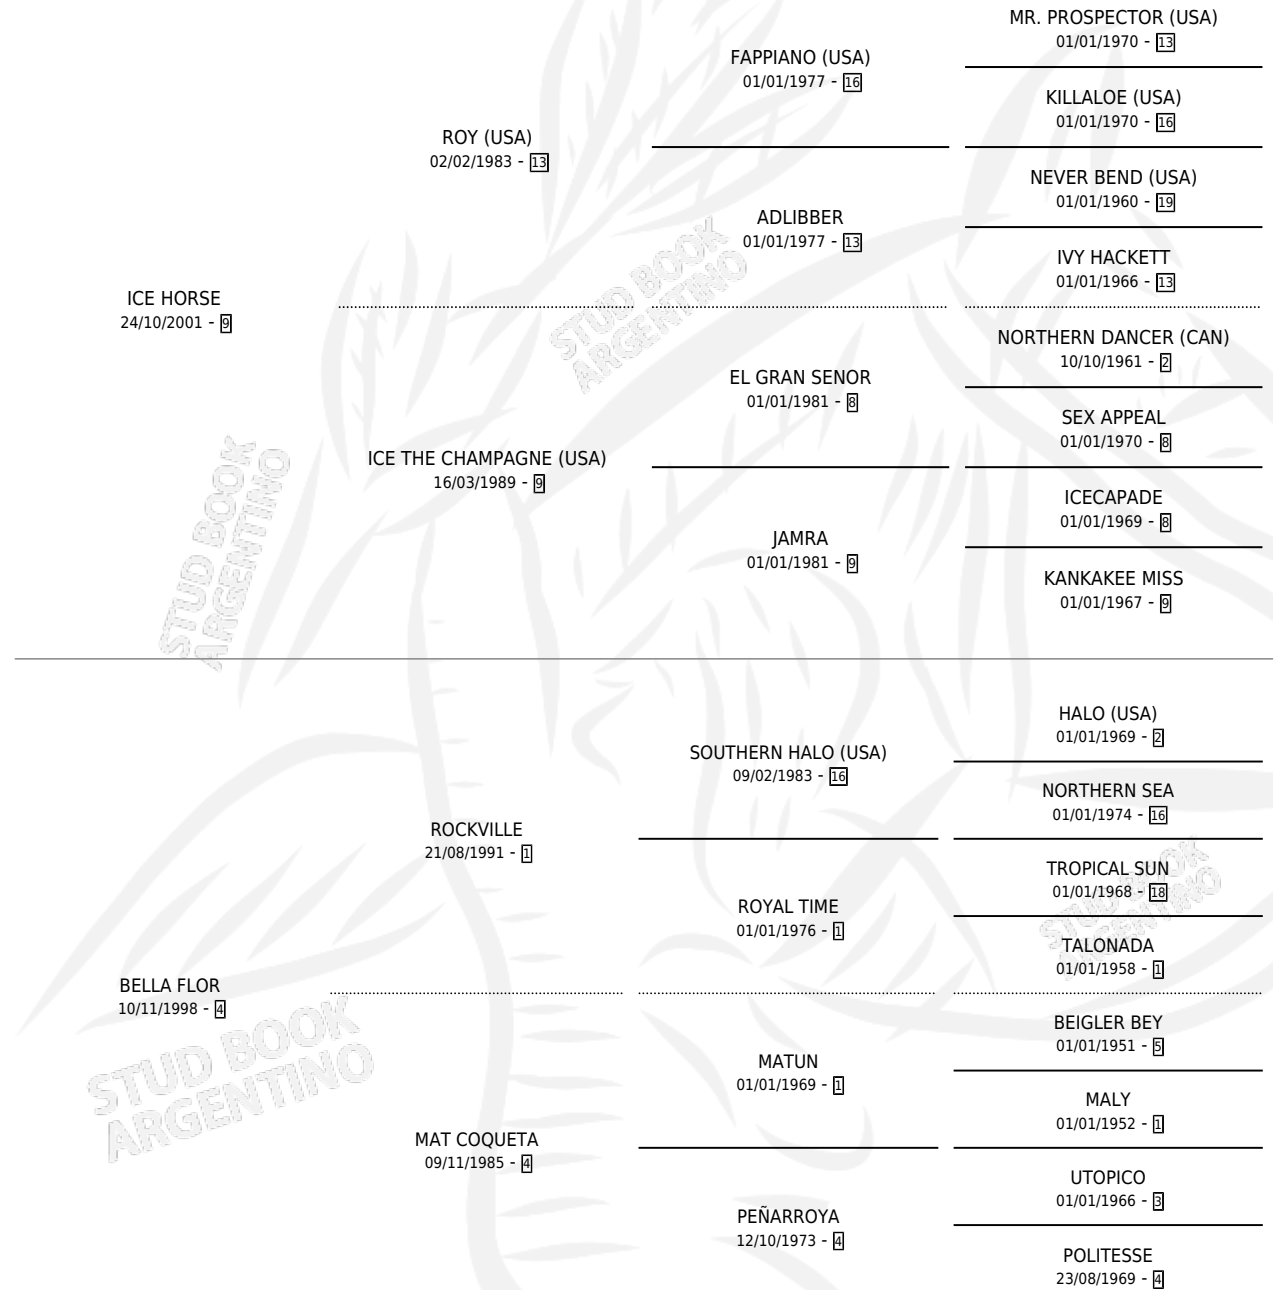 MR. PROSPECTOR (USA)
01/01/1970 - 13
FAPPIANO (USA)
01/01/1977 - 16
KILLALOE (USA)
01/01/1970 - 16
ROY (USA)
02/02/1983 - 13
NEVER BEND (USA)
01/01/1960 - 19
ADLIBBER
01/01/1977 - 13
IVY HACKETT
01/01/1966 - 13
ICE HORSE
24/10/2001 - 9
NORTHERN DANCER (CAN)
10/10/1961 - 2
EL GRAN SENOR
01/01/1981 - 8
SEX APPEAL
01/01/1970 - 8
ICE THE CHAMPAGNE (USA)
16/03/1989 - 9
ICECAPADE
01/01/1969 - 8
JAMRA
01/01/1981 - 9
KANKAKEE MISS
01/01/1967 - 9
STUD BOOK
ARGENTINO
STUD BOOK
ARGENTINO
HALO (USA)
01/01/1969 - 2
SOUTHERN HALO (USA)
09/02/1983 - 16
NORTHERN SEA
01/01/1974 - 16
ROCKVILLE
21/08/1991 - 1
TROPICAL SUN
01/01/1968 - 18
ROYAL TIME
01/01/1976 - 1
TALONADA
01/01/1958 - 1
STUD BOOK
ARGENTINO
BELLA FLOR
10/11/1998 - 4
BEIGLER BEY
01/01/1951 - 5
MATUN
01/01/1969 - 1
MALY
01/01/1952 - 1
MAT COQUETA
09/11/1985 - 4
UTOPICO
01/01/1966 - 3
PEÑARROYA
12/10/1973 - 4
POLITESSE
23/08/1969 - 4
STUD BOOK
ARGENTINO